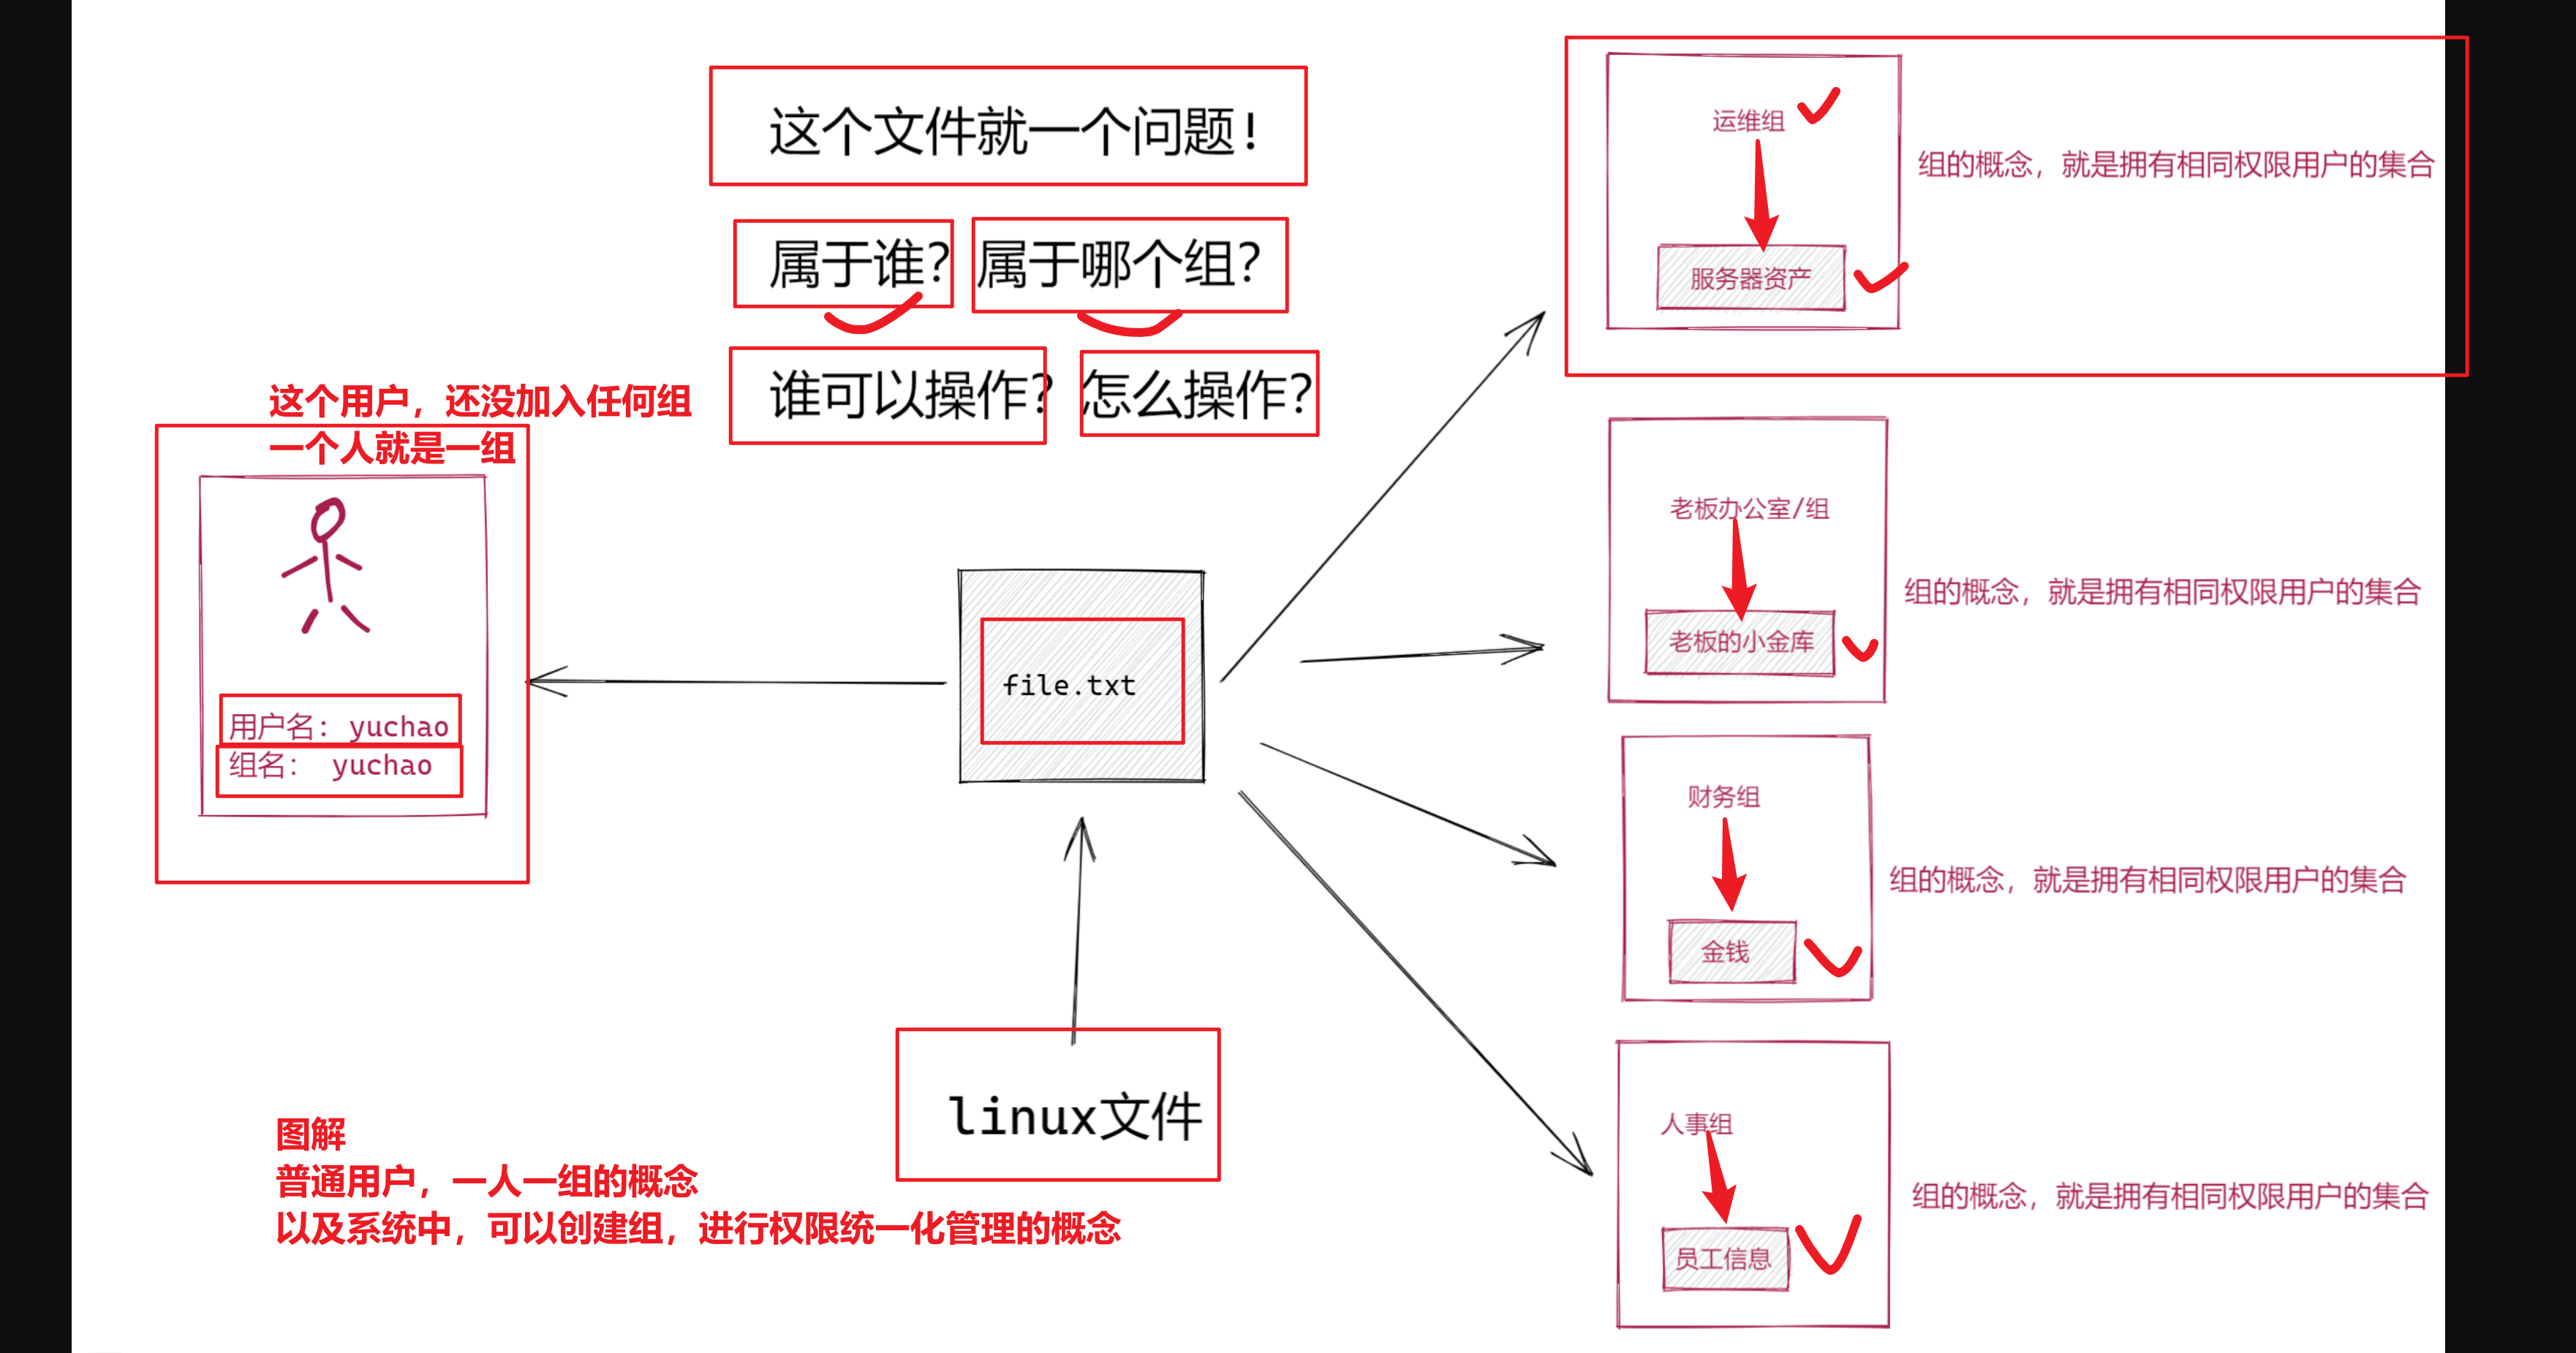 这个文件就一个问题!
属于谁? 属于哪个组?
谁可以操作? 怎么操作?
这个用户，还没加入任何组
一个人就是一组
用户名: yuchao
组名: yuchao
file.txt
linux文件
图解
普通用户，一人一组的概念
以及系统中，可以创建组，进行权限统一化管理的概念
运维组
服务器资产
组的概念，就是拥有相同权限用户的集合
老板办公室/组
老板的小金库
组的概念，就是拥有相同权限用户的集合
财务组
金钱
组的概念，就是拥有相同权限用户的集合
人事组
员工信息
组的概念，就是拥有相同权限用户的集合